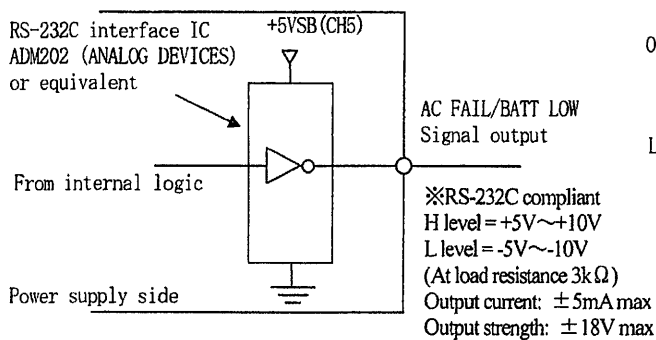 RS-232C interface IC
ADM202 (ANALOG DEVICES)
or equivalent
+5VSB(CH5)
AC FAIL/BATT LOW
Signal output
From internal logic
Power supply side
※RS-232C compliant
H level=+5V～+10V
L level=-5V～-10V
(At load resistance 3kΩ)
Output current: ±5mA max
Output strength: ±18V max
O
L